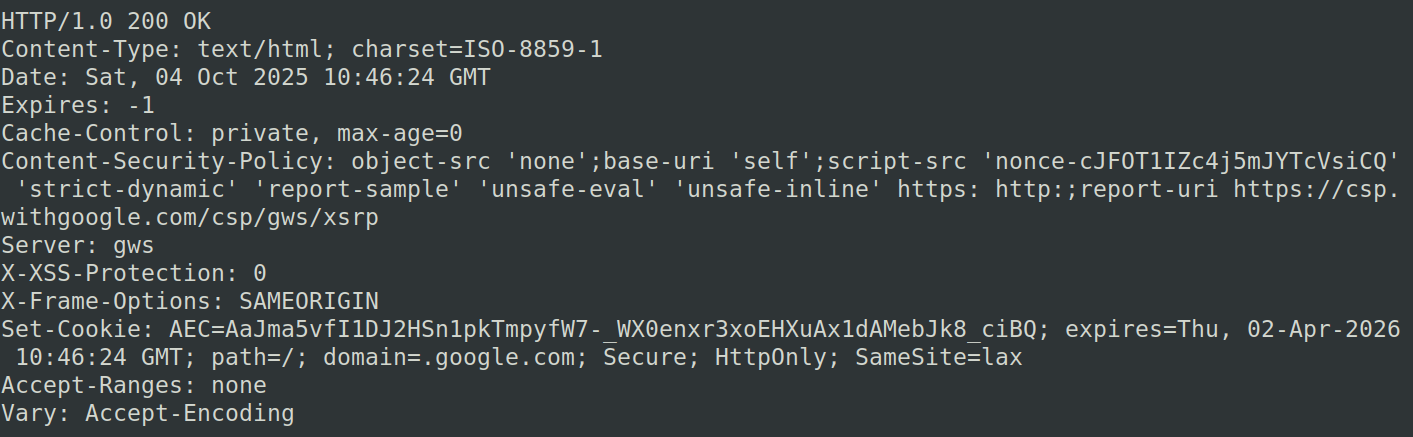 HTTP/1.0 200 OK
Content-Type: text/html; charset=ISO-8859-1
Date: Sat, 04 Oct 2025 10:46:24 GMT
Expires: -1
Cache-Control: private, max-age=0
Content-Security-Policy: object-src 'none';base-uri 'self';script-src 'nonce-cJFOT1IZc4j5mJYTcVsiCQ'
 'strict-dynamic' 'report-sample' 'unsafe-eval' 'unsafe-inline' https: http:;report-uri https://csp.
withgoogle.com/csp/gws/xsrp
Server: gws
X-XSS-Protection: 0
X-Frame-Options: SAMEORIGIN
Set-Cookie: AEC=AaJma5vfI1DJ2HSn1pkTmpyfW7-_WX0enxr3xoEHXuAx1dAMebJk8_ciBQ; expires=Thu, 02-Apr-2026
 10:46:24 GMT; path=/; domain=.google.com; Secure; HttpOnly; SameSite=lax
Accept-Ranges: none
Vary: Accept-Encoding